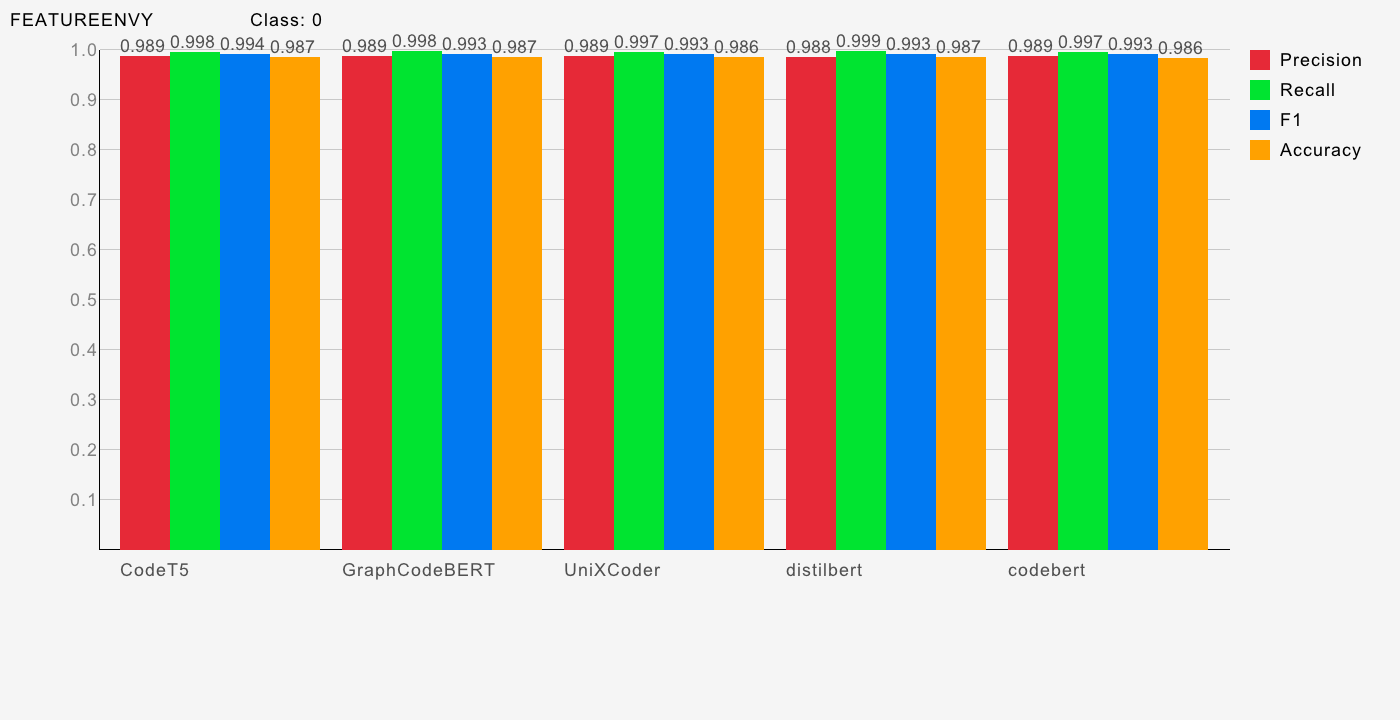 FEATUREENVY Class: 0
0.989 0.998 0.994 0.987 0.989 0.998 0.993 0.987 0.989 0.997 0.993 0.986 0.988 0.999 0.993 0.987 0.989 0.997 0.993 0.986
1.0
0.9
0.8
0.7
0.6
0.5
0.4
0.3
0.2
0.1
CodeT5 GraphCodeBERT UniXCoder distilbert codebert
Precision
Recall
F1
Accuracy